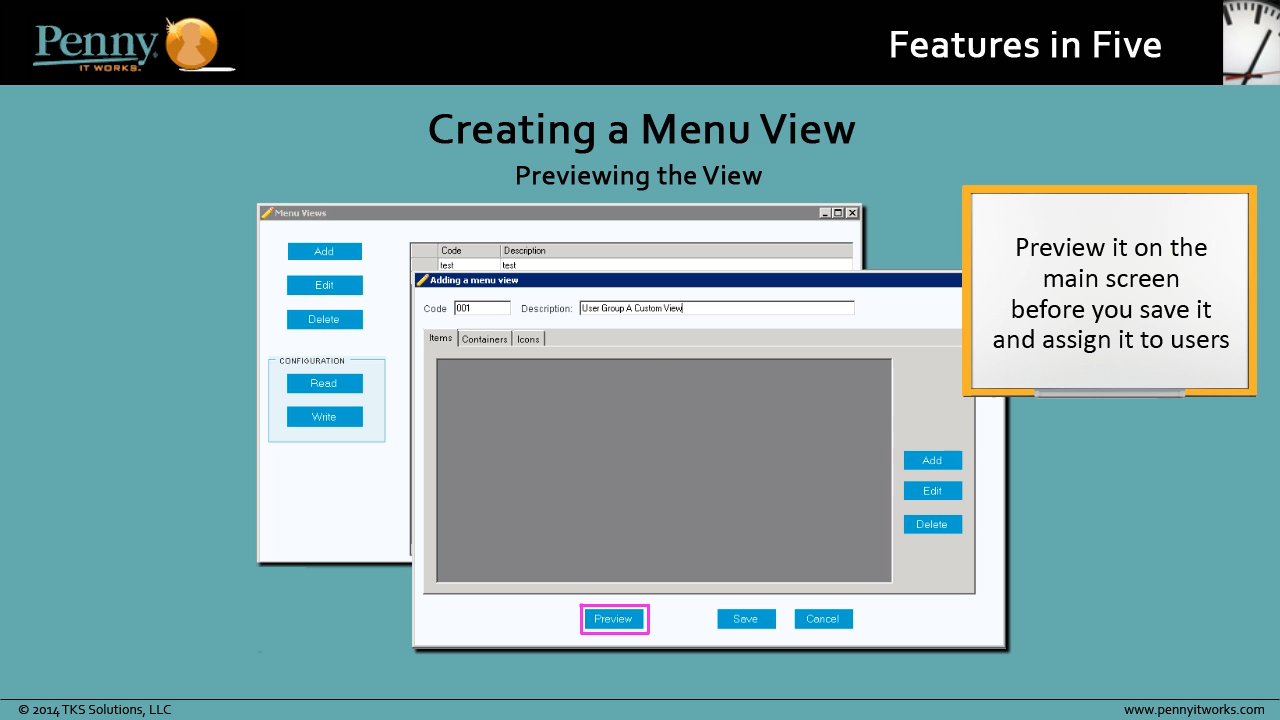 Penny
IT WORKS.
Features in Five
Creating a Menu View
Previewing the View
Menu Views
Add
Edit
Delete
CONFIGURATION
Read
Write
Code Description
test test
Adding a menu view
Code 001 Description: User Group A Custom View
Items Containers Icons
Add
Edit
Delete
Preview Save Cancel
Preview it on the
main screen
before you save it
and assign it to users
© 2014 TKS Solutions, LLC
www.pennyitworks.com